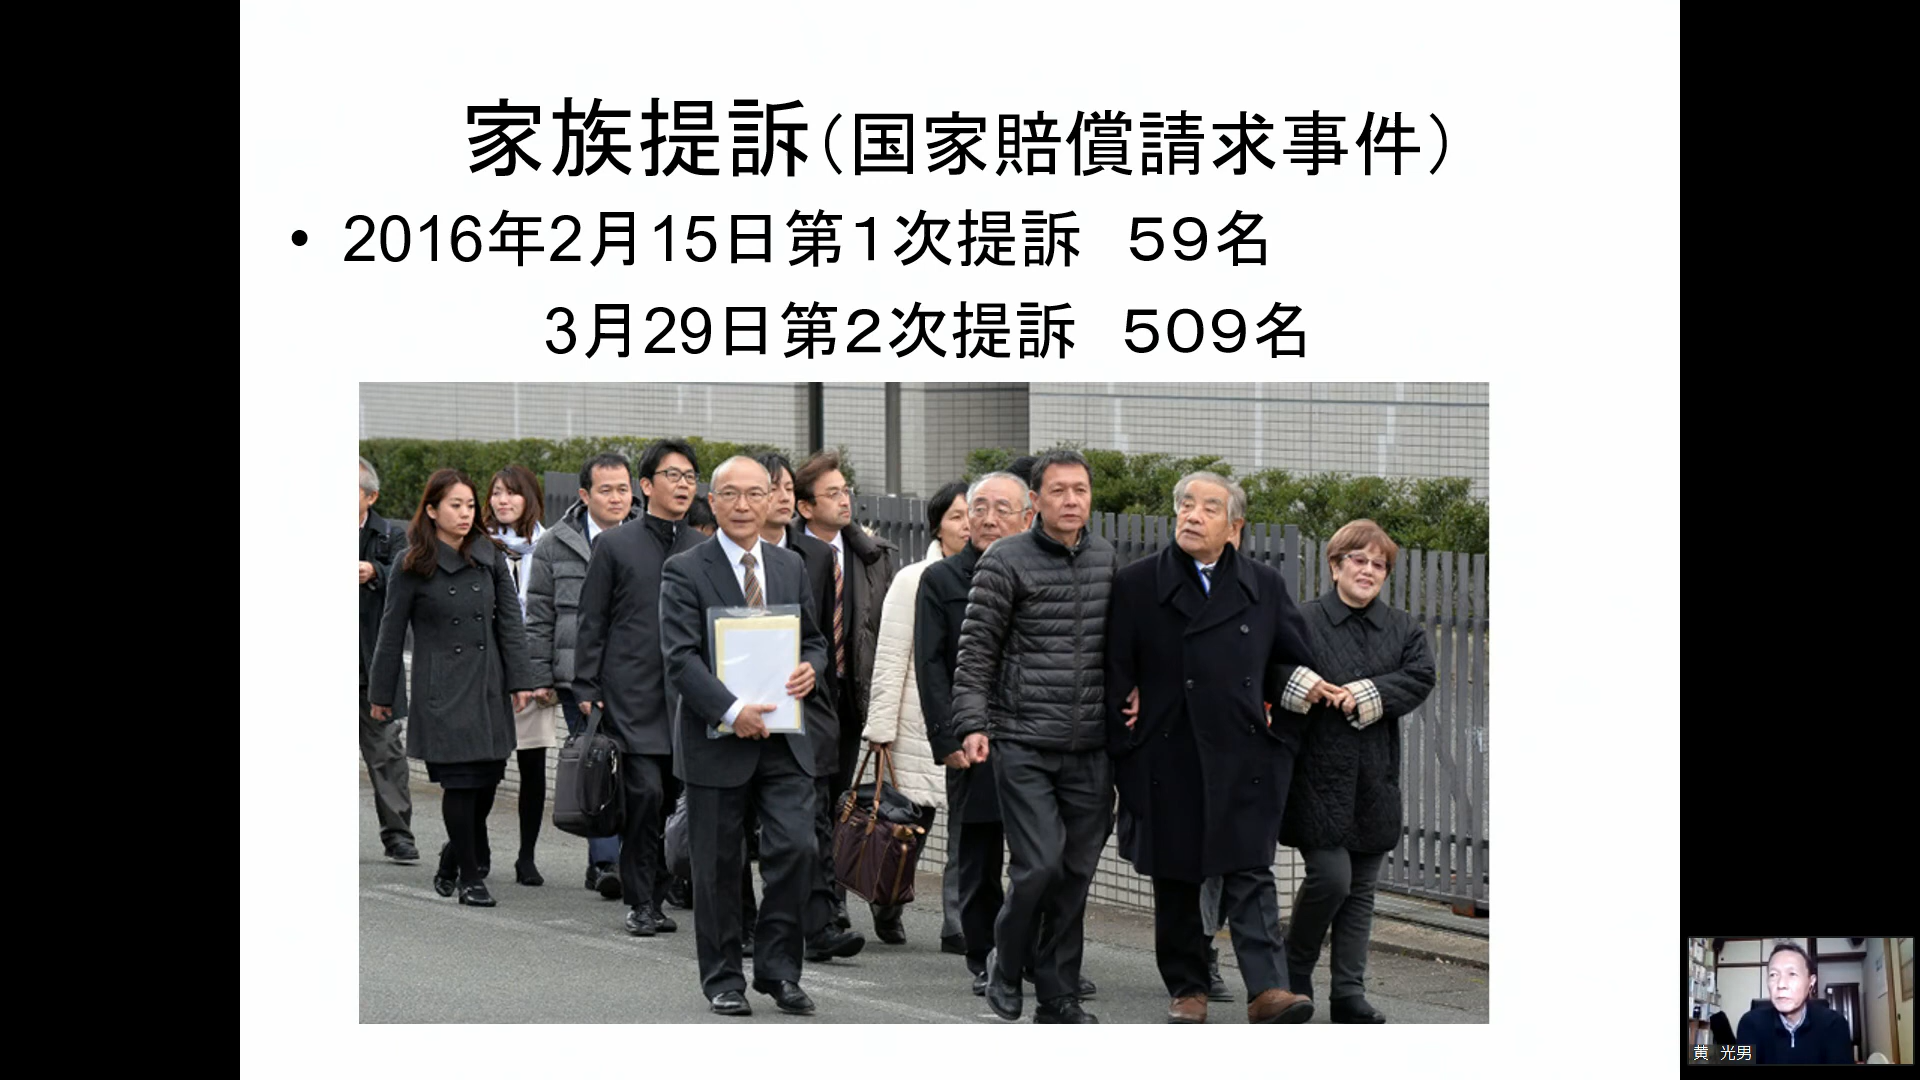 家族提訴（国家賠償請求事件）
• 2016年2月15日第１次提訴　５９名
3月29日第２次提訴　５０９名
黄 光男